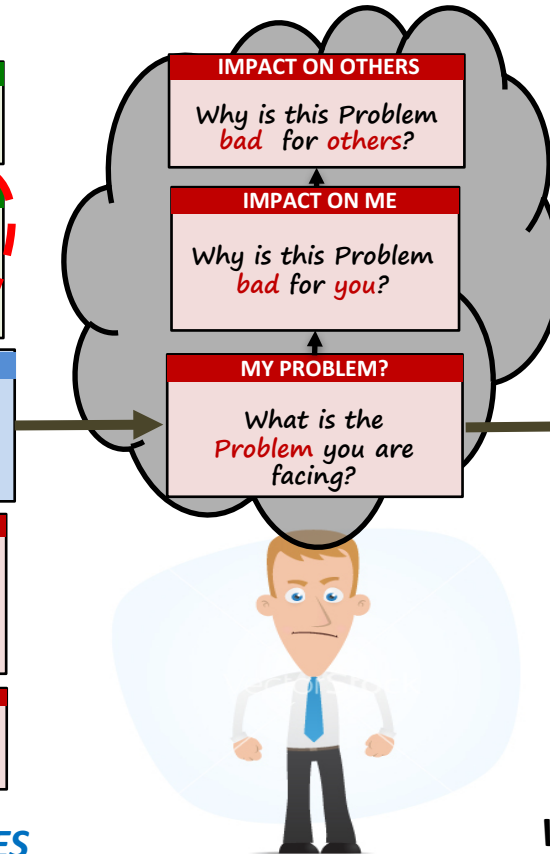 IMPACT ON OTHERS
Why is this Problem
bad for others?
IMPACT ON ME
Why is this Problem
bad for you?
MY PROBLEM?
What is the
Problem you are
facing?
ES